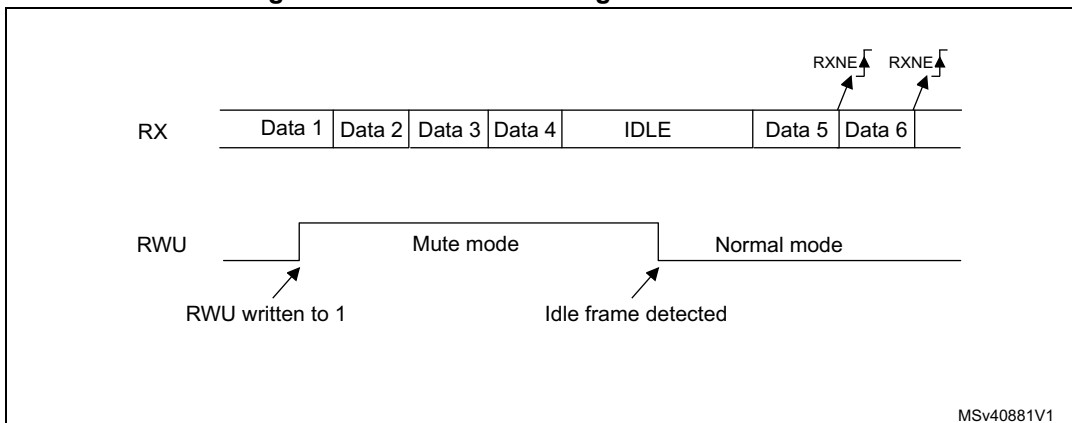 RXNE RXNE
RX Data 1 Data 2 Data 3 Data 4 IDLE Data 5 Data 6
RWU Mute mode Normal mode
RWU written to 1 Idle frame detected
MSv40881V1